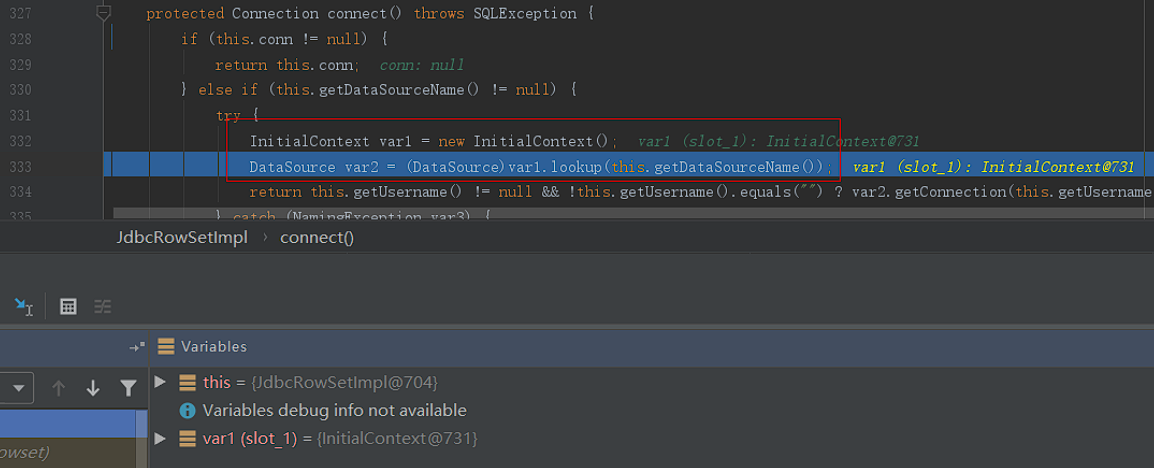 327 protected Connection connect() throws SQLException {
328 if (this.conn != null) {
329 return this.conn; conn: null
330 } else if (this.getDataSourceName() != null) {
331 try {
332 InitialContext var1 = new InitialContext(); var1 (slot_1): InitialContext@731
333 DataSource var2 = (DataSource)var1.lookup(this.getDataSourceName()); var1 (slot_1): InitialContext@731
334 return this.getUsername() != null && !this.getUsername().equals("") ? var2.getConnection(this.getUsername
335 } catch (NamingException var3) {
JdbcRowSetImpl › connect()
Variables
this = {JdbcRowSetImpl@704}
Variables debug info not available
var1 (slot_1) = {InitialContext@731}
owset)